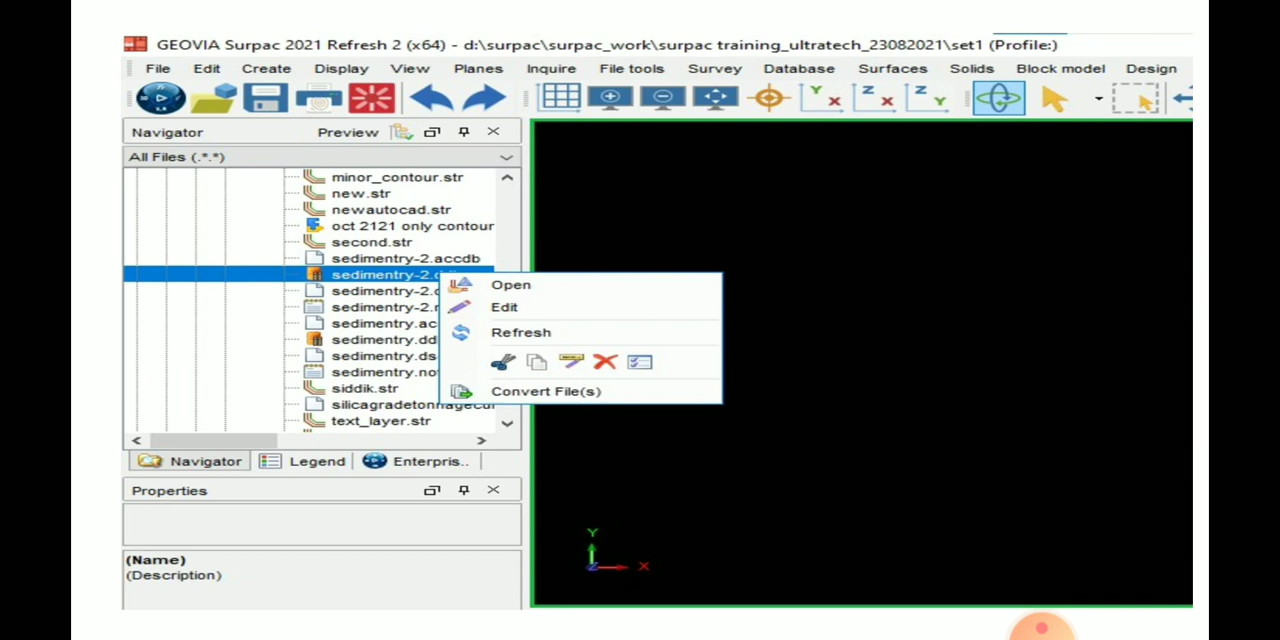 GEOVIA Surpac 2021 Refresh 2 (x64) - d:\surpac\surpac_work\surpac training_ultratech_23082021\set1 (Profile:)
File Edit Create Display View Planes Inquire File tools Survey Database Surfaces Solids Block model Design
Y X Z X Z Y
Navigator Preview
All Files (.*.*)
minor_contour.str
new.str
newautocad.str
oct 2121 only contour
second.str
sedimentry-2.accdb
sedimentry-2.
Open
sedimentry-2.
Edit
sedimentry-2.
sedimentry.ac
Refresh
sedimentry.dd
sedimentry.ds
sedimentry.no
siddik.str
Convert File(s)
silicagradetonnagecur
text_layer.str
Navigator Legend Enterpris..
Properties
(Name)
(Description)
Y
Z X